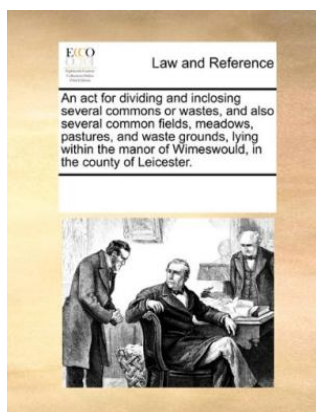 ECCO
Law and Reference
An act for dividing and inclosing
several commons or wastes, and also
several common fields, meadows,
pastures, and waste grounds, lying
within the manor of Wimeswould, in
the county of Leicester.